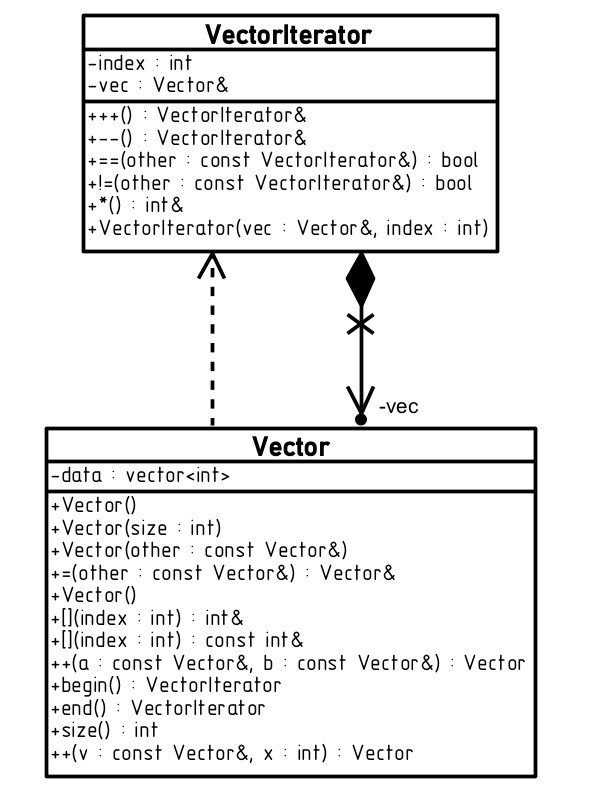 VectorIterator
-index : int
-vec : Vector&
+++() : VectorIterator&
+--() : VectorIterator&
+==(other : const VectorIterator&) : bool
+!=(other : const VectorIterator&) : bool
+*() : int&
+VectorIterator(vec : Vector&, index : int)
-vec
Vector
-data : vector<int>
+Vector()
+Vector(size : int)
+Vector(other : const Vector&)
+=(other : const Vector&) : Vector&
+Vector()
+[](index : int) : int&
+[](index : int) : const int&
++(a : const Vector&, b : const Vector&) : Vector
+begin() : VectorIterator
+end() : VectorIterator
+size() : int
++(v : const Vector&, x : int) : Vector